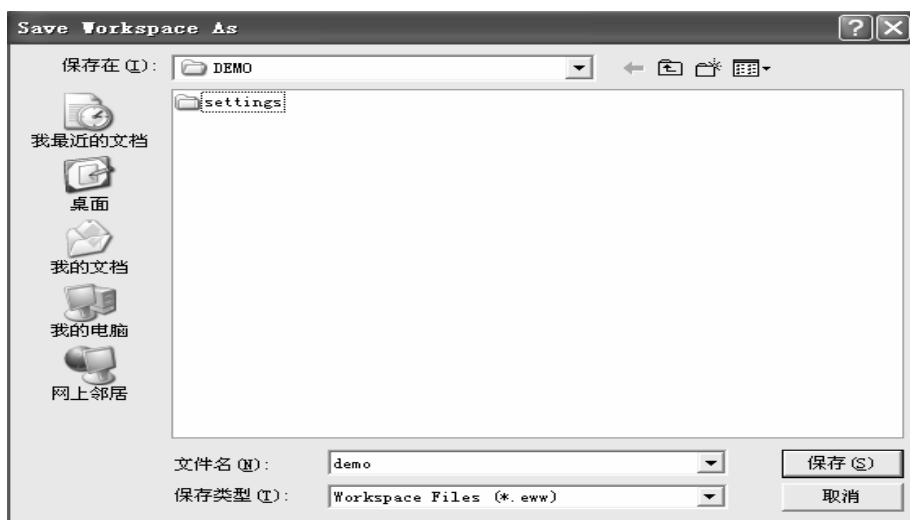 Save Workspace As
保存在(I):
DEMO
settings
我最近的文档
桌面
我的文档
我的电脑
网上邻居
文件名(N):
demo
保存(S)
保存类型(T):
Workspace Files (*.eww)
取消